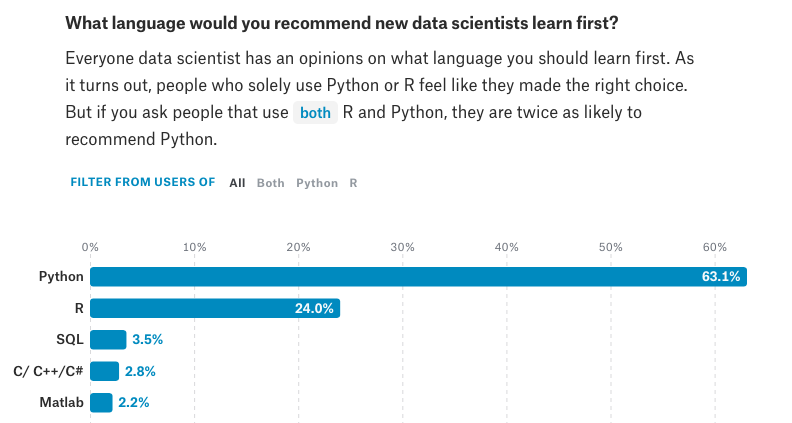 What language would you recommend new data scientists learn first?
Everyone data scientist has an opinions on what language you should learn first. As
it turns out, people who solely use Python or R feel like they made the right choice.
But if you ask people that use both R and Python, they are twice as likely to
recommend Python.
FILTER FROM USERS OF All Both Python R
0% 10% 20% 30% 40% 50% 60%
Python 63.1%
R 24.0%
SQL 3.5%
C/ C++/C# 2.8%
Matlab 2.2%